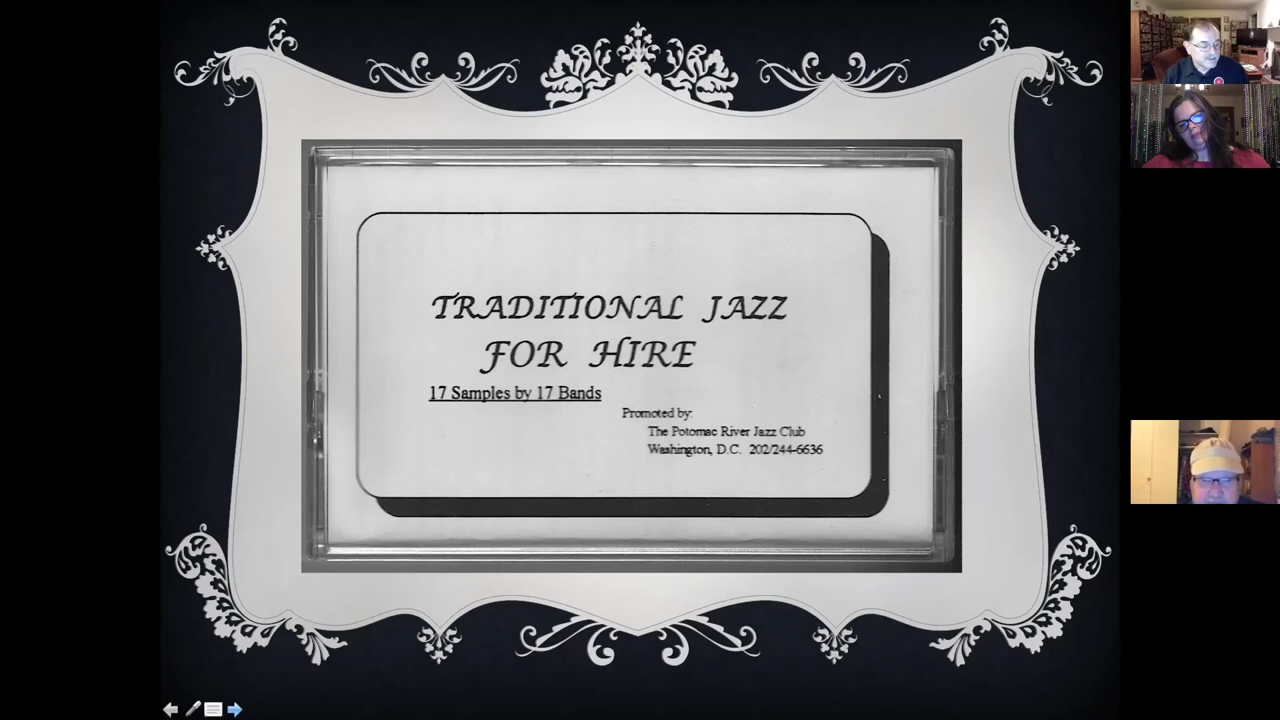 TRADITIONAL JAZZ
FOR HIRE
17 Samples by 17 Bands
Promoted by:
The Potomac River Jazz Club
Washington, D.C. 202/244-6636